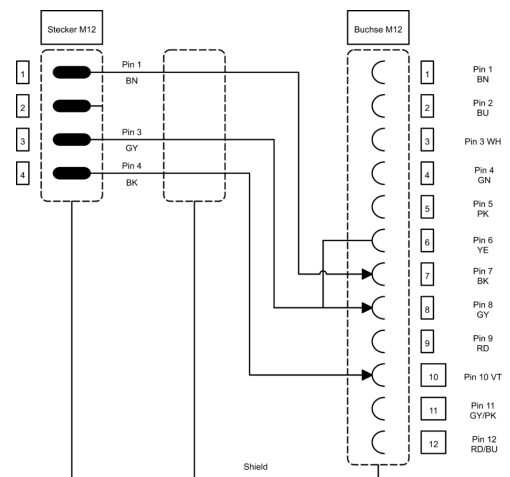 Stecker M12
Buchse M12
1
Pin 1
BN
2
3
Pin 3
GY
4
Pin 4
BK
1
Pin 1
BN
2
Pin 2
BU
3
Pin 3 WH
4
Pin 4
GN
5
Pin 5
PK
6
Pin 6
YE
7
Pin 7
BK
8
Pin 8
GY
9
Pin 9
RD
10
Pin 10 VT
11
Pin 11
GY/PK
12
Pin 12
RD/BU
Shield